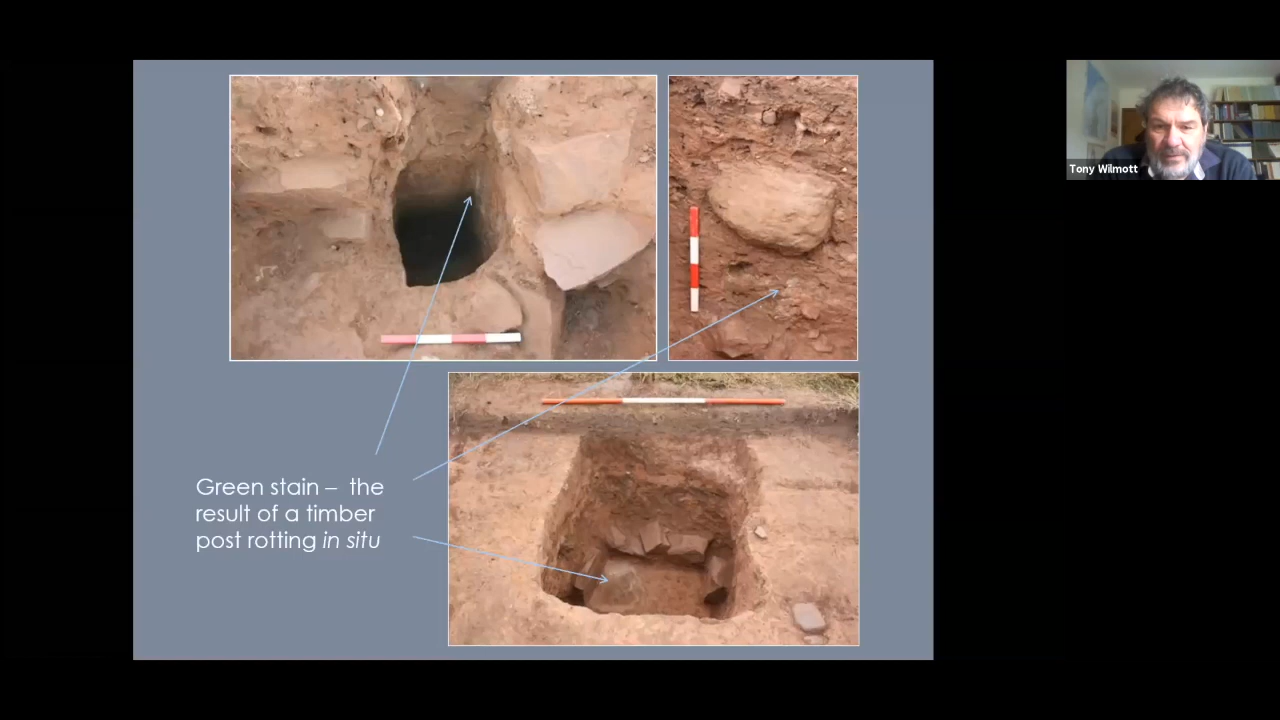 Tony Wilmott
Green stain – the
result of a timber
post rotting in situ